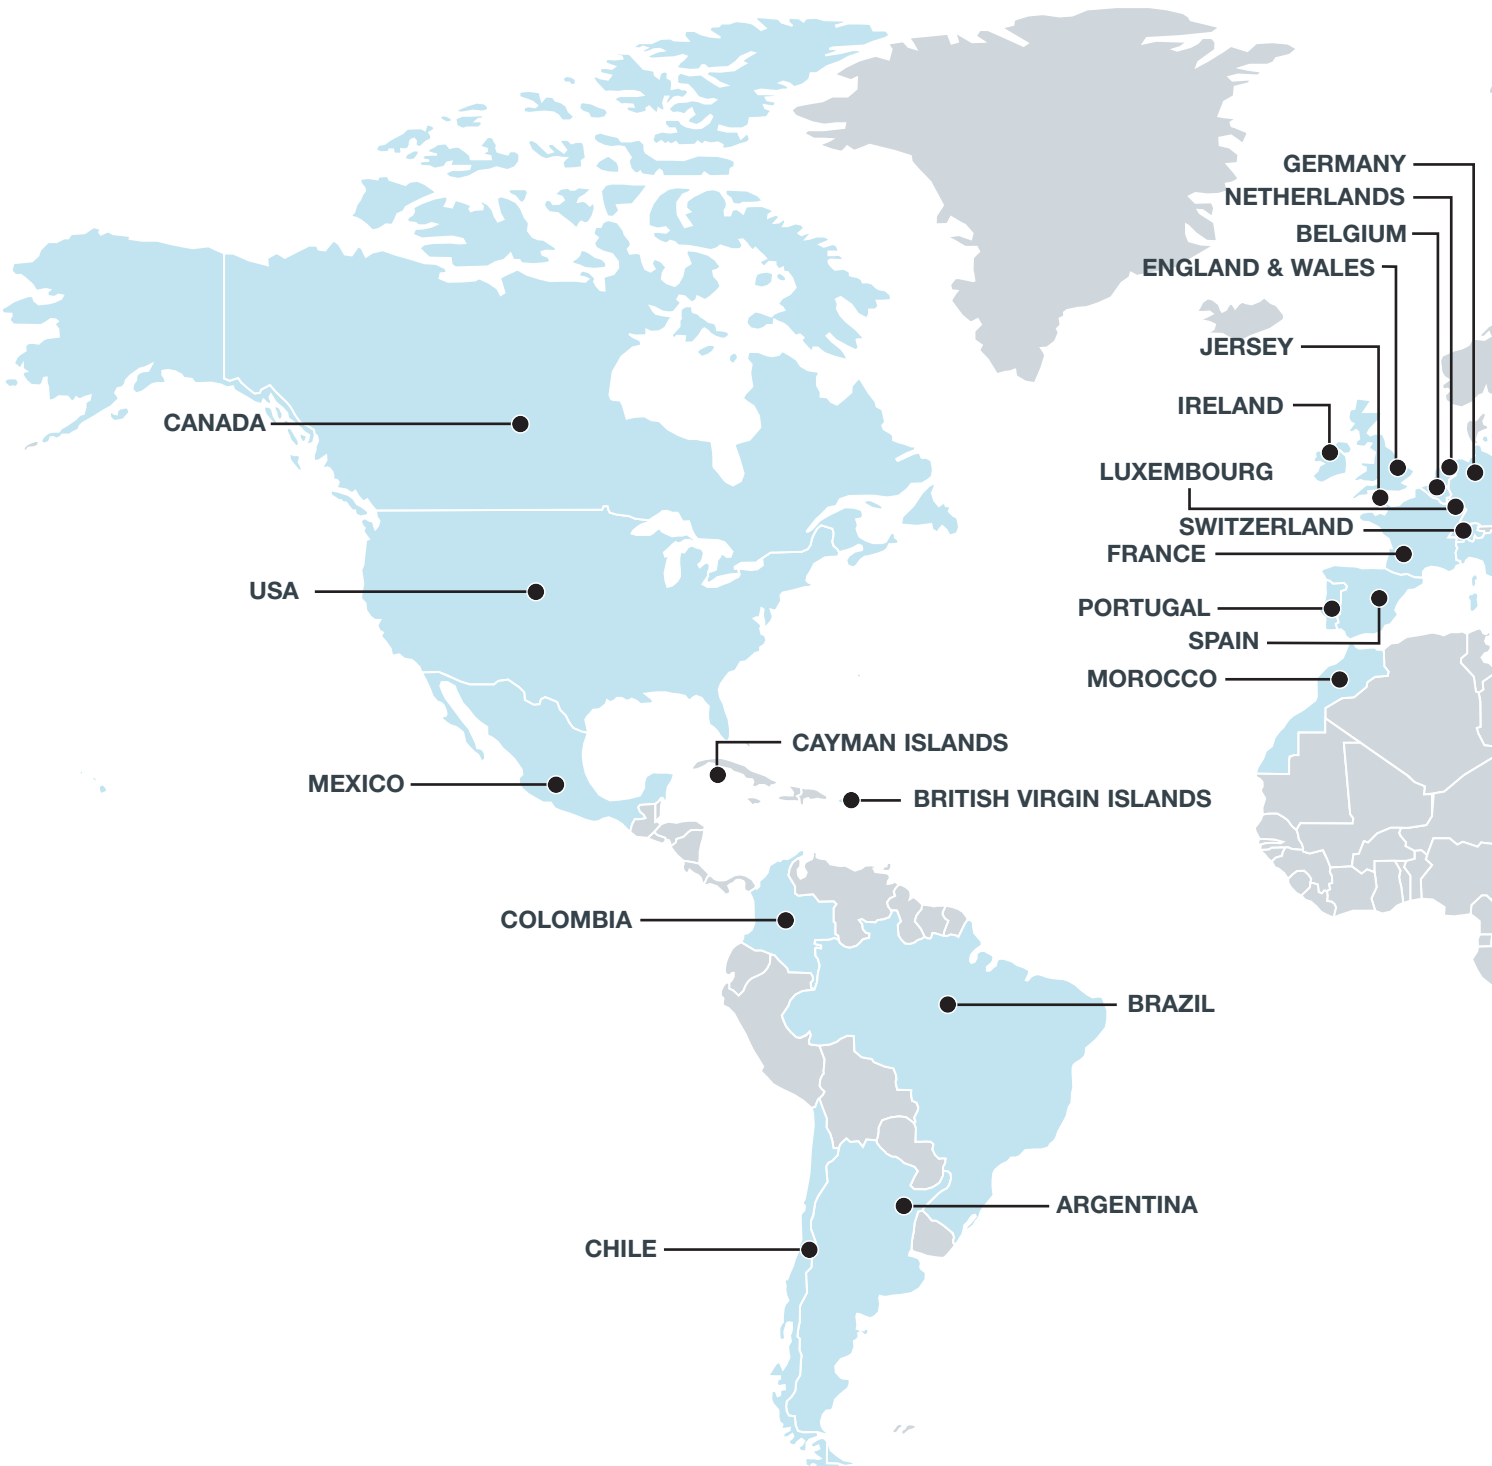 GERMANY
NETHERLANDS
BELGIUM
ENGLAND & WALES
JERSEY
IRELAND
CANADA
LUXEMBOURG
SWITZERLAND
FRANCE
USA
PORTUGAL
SPAIN
MOROCCO
CAYMAN ISLANDS
MEXICO
BRITISH VIRGIN ISLANDS
COLOMBIA
BRAZIL
ARGENTINA
CHILE